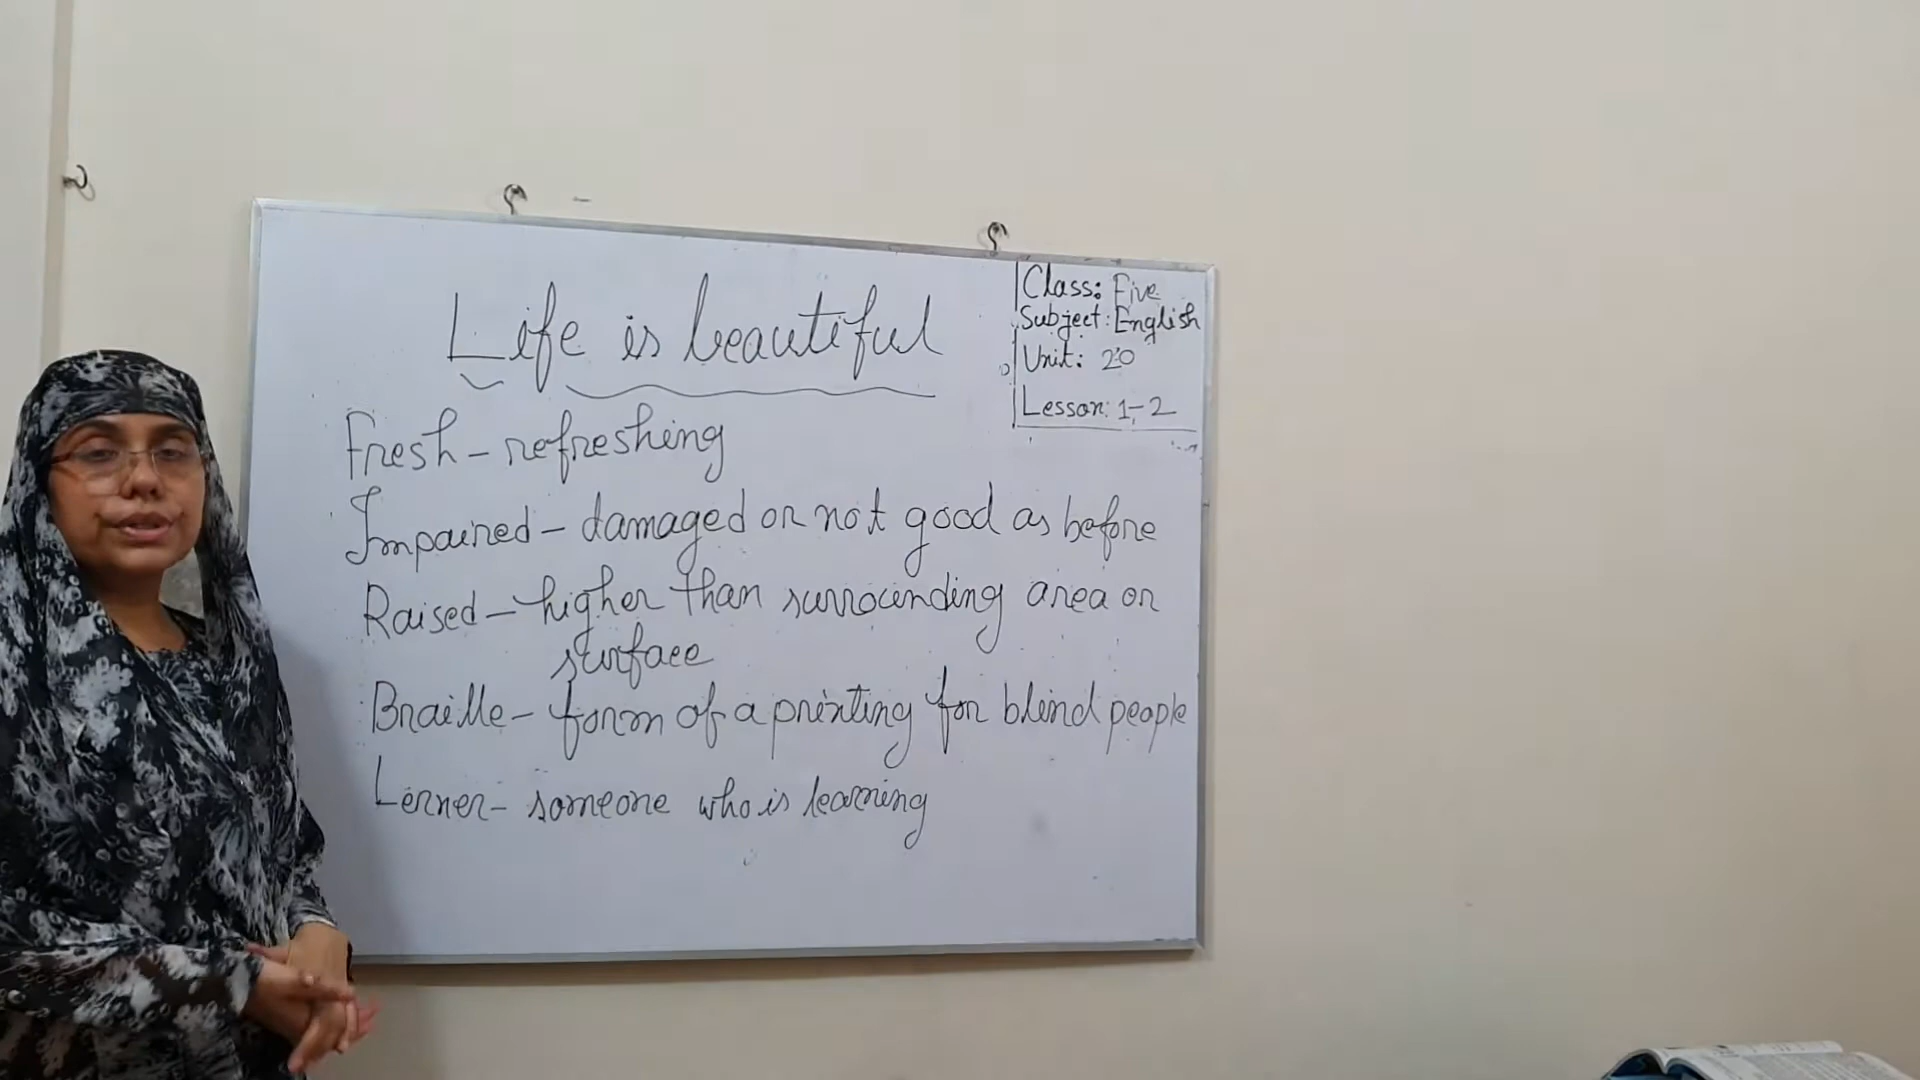 Life is beautiful
Class: Five
Subject: English
Unit: 20
Lesson: 1-2
Fresh - refreshing
Impaired - damaged or not good as before
Raised - higher than surrounding area or
surface
Braille - form of a printing for blind people
Lerner - someone who is learning